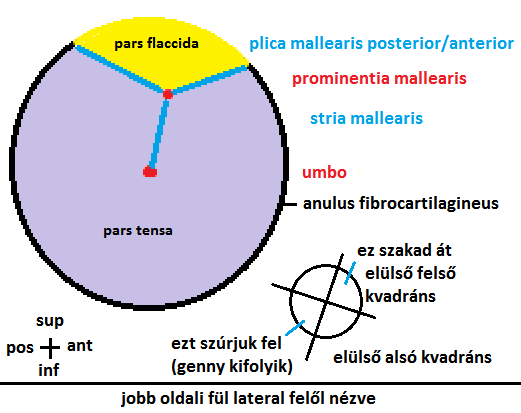 pars flaccida
plica mallearis posterior/anterior
prominentia mallearis
stria mallearis
umbo
anulus fibrocartilagineus
pars tensa
ez szakad át
elülső felső
kvadráns
sup
pos
ant
inf
ezt szúrjuk fel
(genny kifolyik)
elülső alsó kvadráns
jobb oldali fül lateral felől nézve